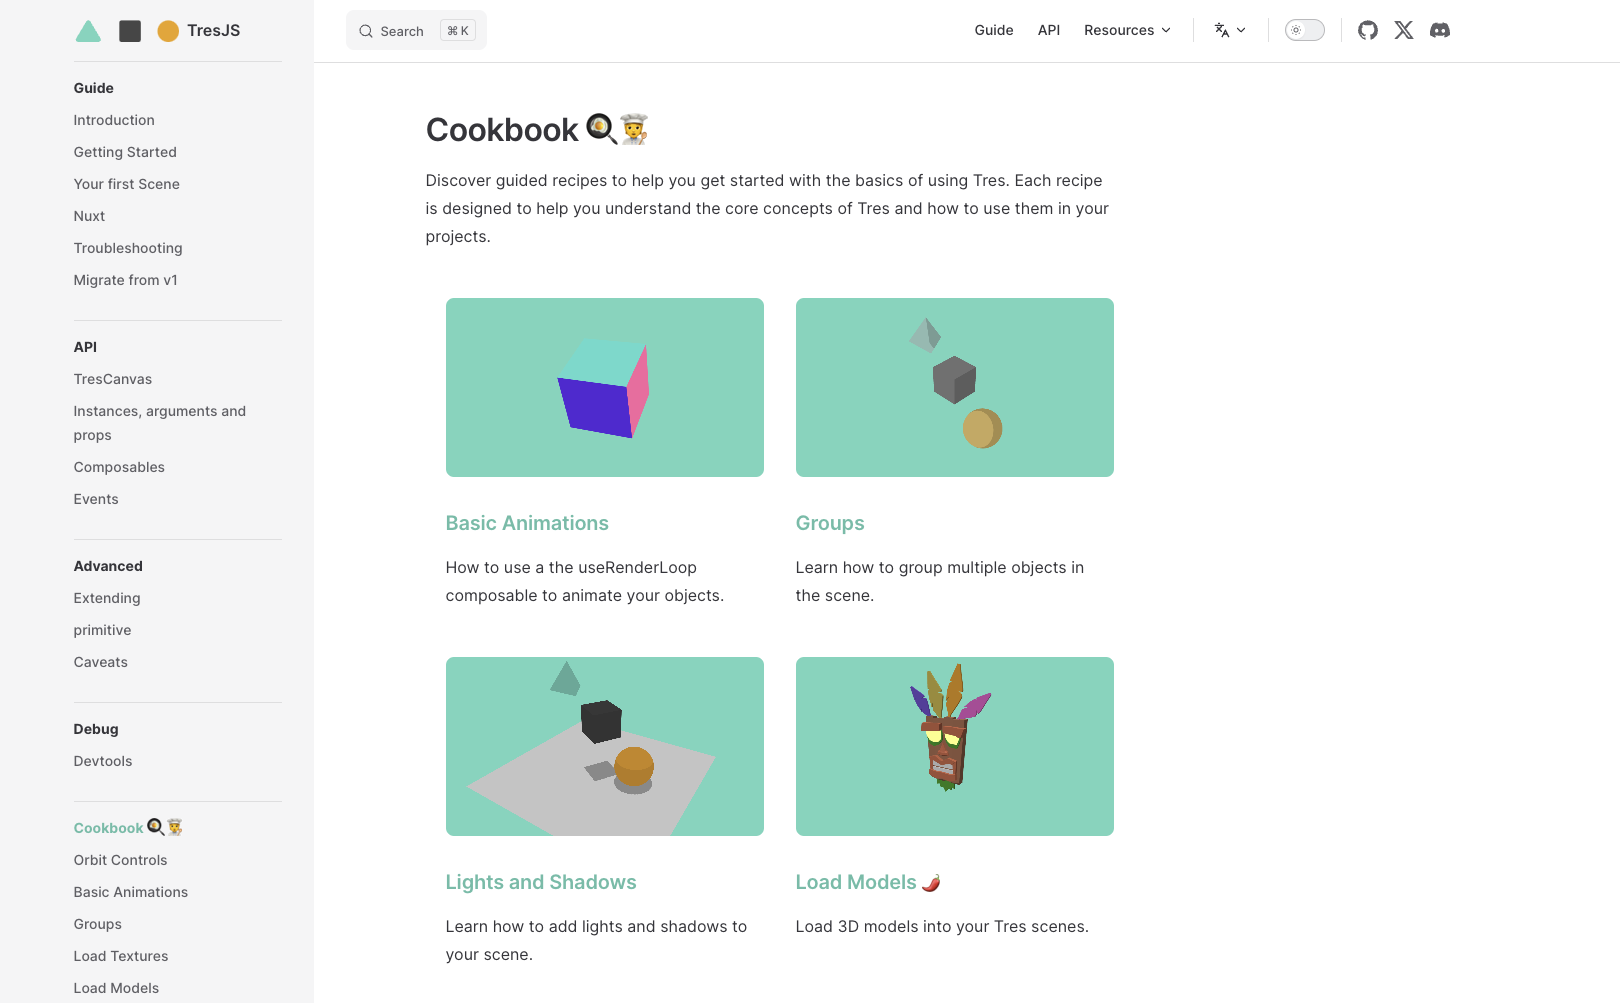 TresJS
Search ⌘ K
Guide
API
Resources
Guide
Introduction
Getting Started
Your first Scene
Nuxt
Troubleshooting
Migrate from v1
API
TresCanvas
Instances, arguments and
props
Composables
Events
Advanced
Extending
primitive
Caveats
Debug
Devtools
Cookbook 🍳👨‍🍳
Orbit Controls
Basic Animations
Groups
Load Textures
Load Models
Cookbook 🍳👨‍🍳
Discover guided recipes to help you get started with the basics of using Tres. Each recipe
is designed to help you understand the core concepts of Tres and how to use them in your
projects.
Basic Animations
How to use a the useRenderLoop
composable to animate your objects.
Groups
Learn how to group multiple objects in
the scene.
Lights and Shadows
Learn how to add lights and shadows to
your scene.
Load Models 🌶️
Load 3D models into your Tres scenes.